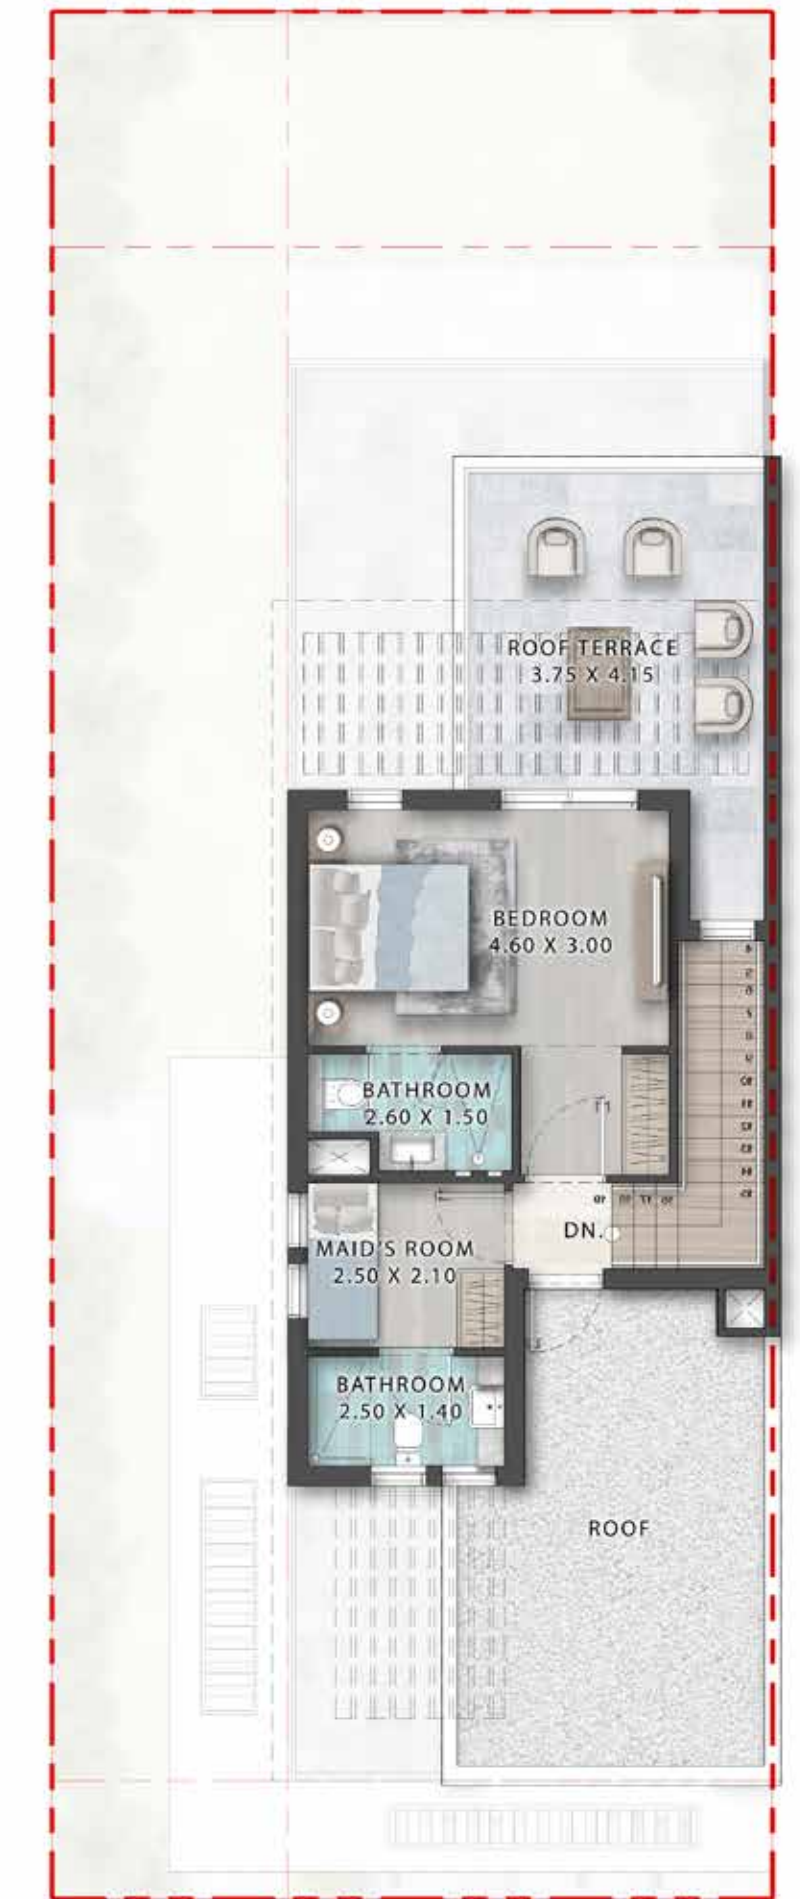 ROOF TERRACE
3.75 X 4.15
BEDROOM
4.60 X 3.00
BATHROOM
2.60 X 1.50
DN.
MAID'S ROOM
2.50 X 2.10
BATHROOM
2.50 X 1.40
ROOF